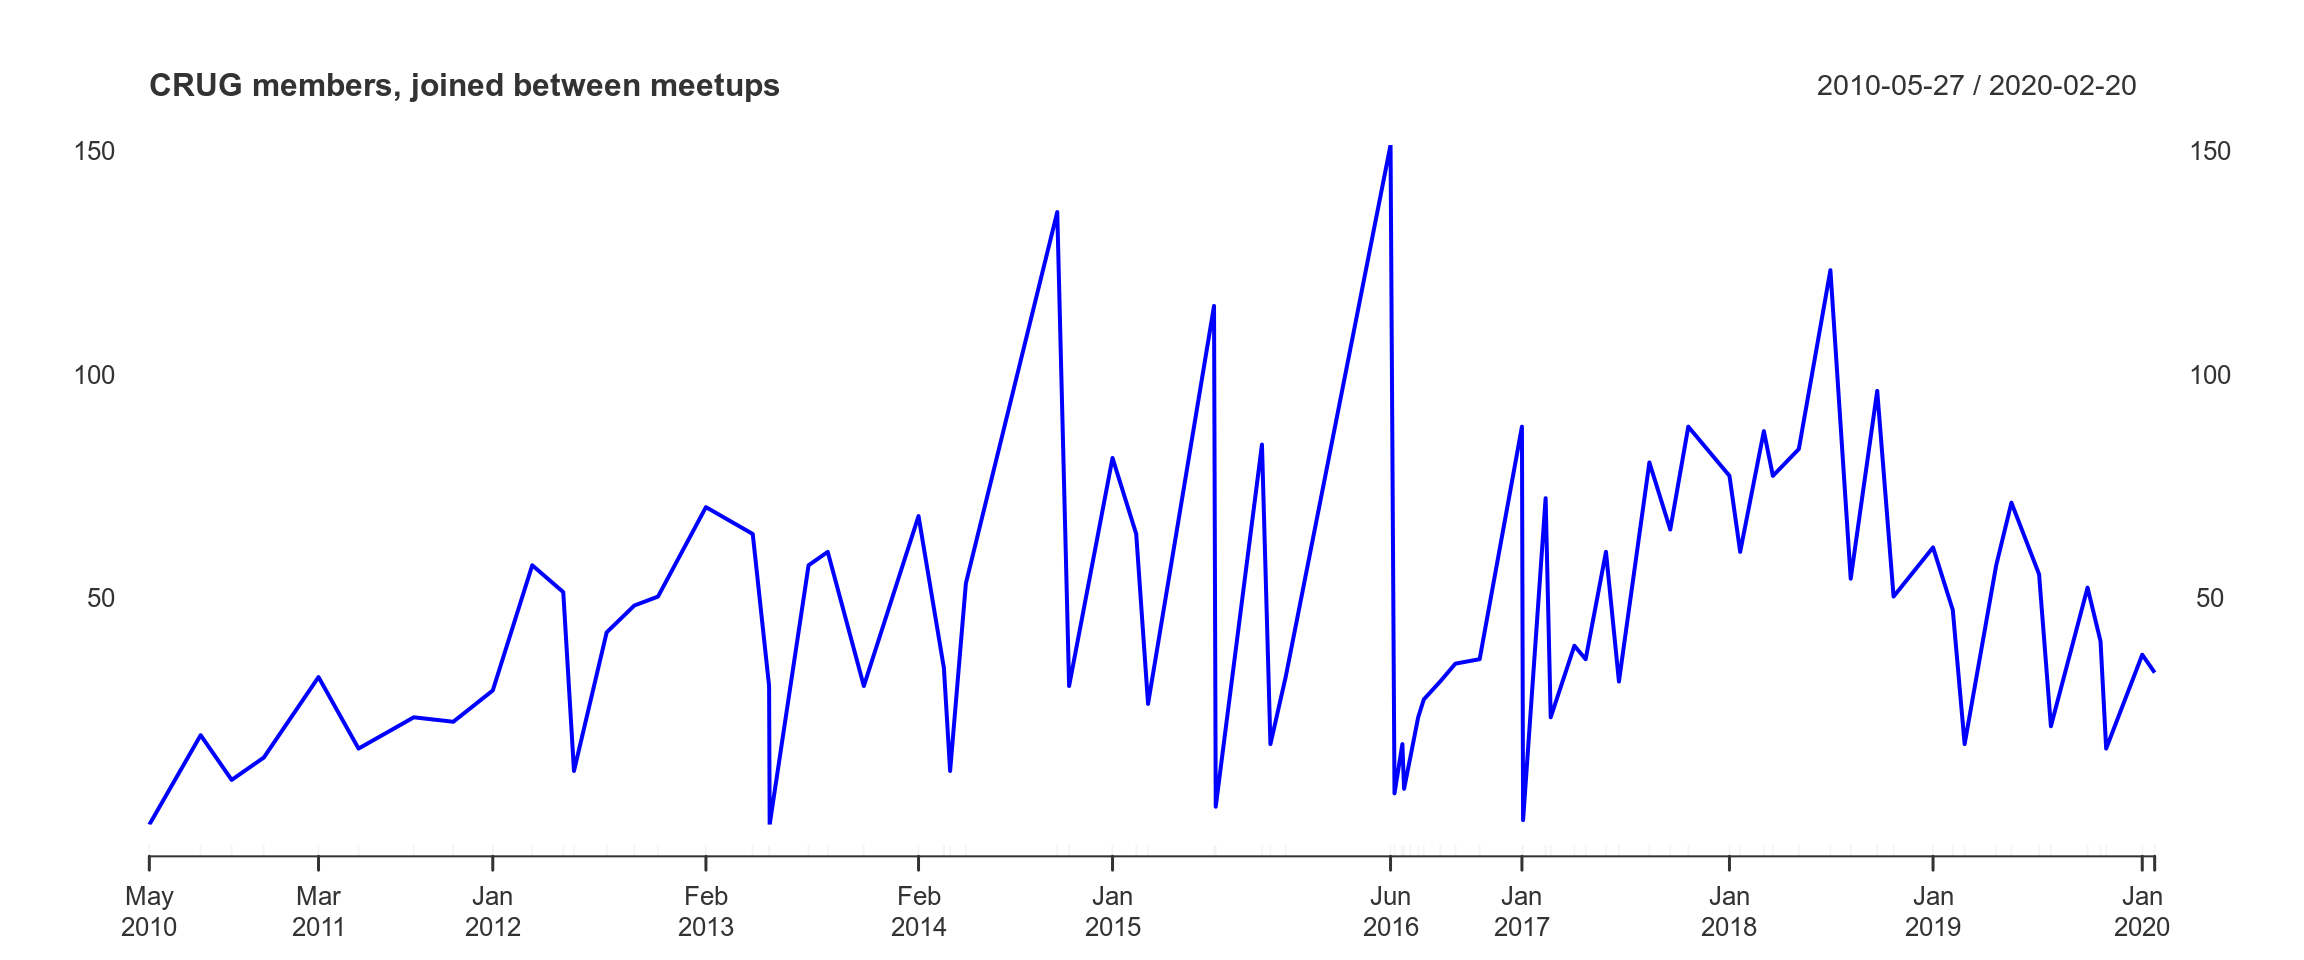 CRUG members, joined between meetups 2010-05-27 / 2020-02-20
150 150
100 100
50 50
May Mar Jan Feb Feb Jan Jun Jan Jan Jan Jan
2010 2011 2012 2013 2014 2015 2016 2017 2018 2019 2020